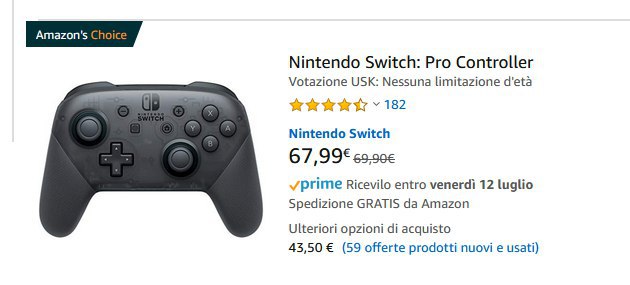 Amazon's Choice
Nintendo Switch: Pro Controller
Votazione USK: Nessuna limitazione d'età
182
Nintendo Switch
67,99€ 69,90€
prime Ricevilo entro venerdì 12 luglio
Spedizione GRATIS da Amazon
Ulteriori opzioni di acquisto
43,50 € (59 offerte prodotti nuovi e usati)
NINTENDO
SWITCH
X
Y
A
B